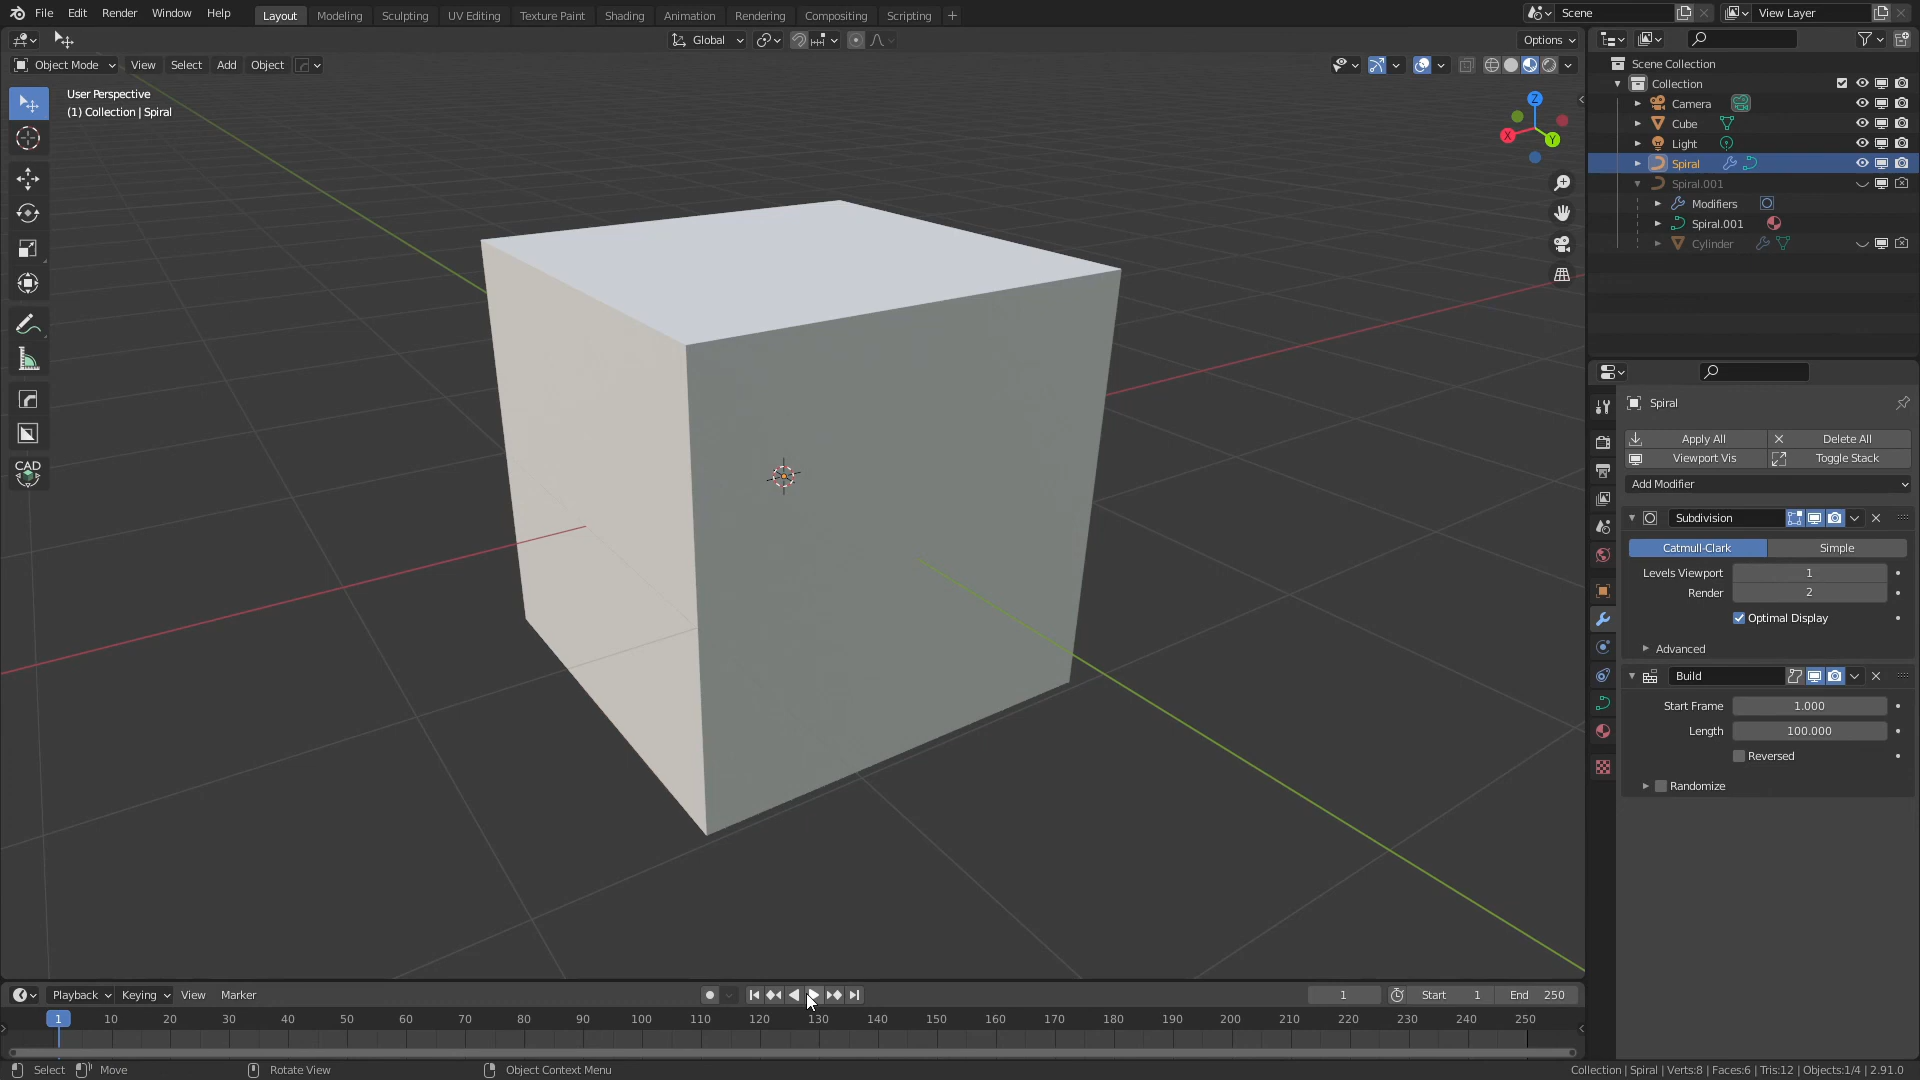 File Edit Render Window Help Layout Modeling Sculpting UV Editing Texture Paint Shading Animation Rendering Compositing Scripting + Scene View Layer
Global Options
Object Mode View Select Add Object
User Perspective
(1) Collection | Spiral
Z
X
Y
CAD
Scene Collection
Collection
Camera
Cube
Light
Spiral
Spiral.001
Modifiers
Spiral.001
Cylinder
Spiral
Apply All Delete All
Viewport Vis Toggle Stack
Add Modifier
Subdivision
Catmull-Clark Simple
Levels Viewport 1
Render 2
Optimal Display
Advanced
Build
Start Frame 1.000
Length 100.000
Reversed
Randomize
Playback Keying View Marker 1 Start 1 End 250
1 10 20 30 40 50 60 70 80 90 100 110 120 130 140 150 160 170 180 190 200 210 220 230 240 250
Select Move Rotate View Object Context Menu Collection | Spiral | Verts:8 | Faces:6 | Tris:12 | Objects:1/4 | 2.91.0